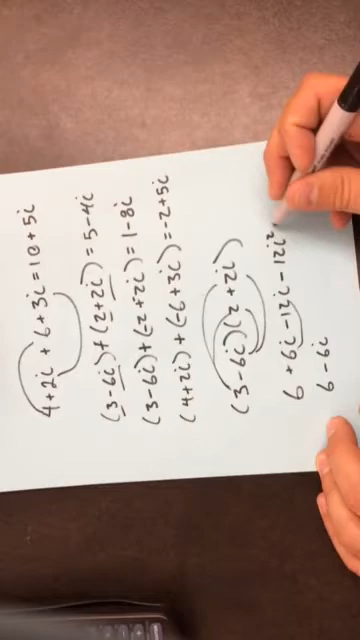 4+2i + 6+3i = 10+5i
(3-6i)+(2+2i) = 5-4i
(3-6i)+(-2+2i) = 1-8i
(4+2i) + (-6+3i) = -2+5i
(3-6i)(2+2i)
6+6i-12i-12i²
6-6i